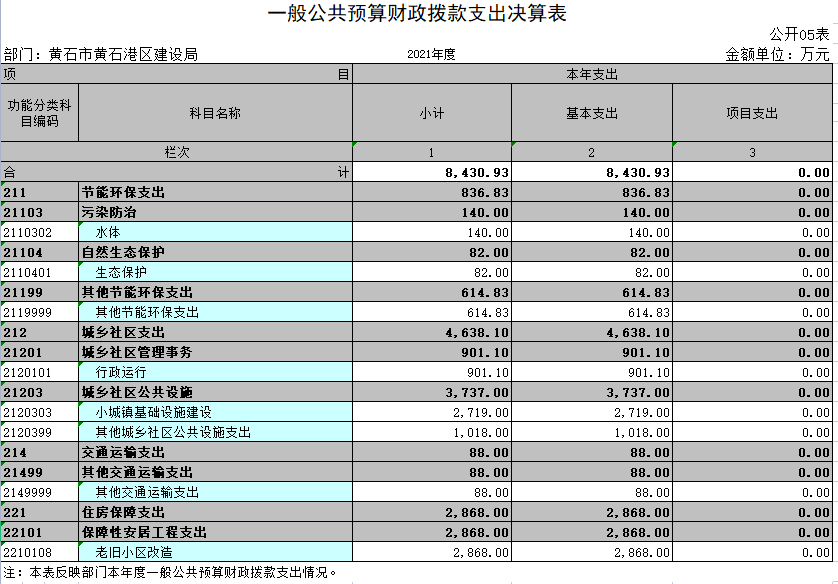 一般公共预算财政拨款支出决算表
公开05表
部门：黄石市黄石港区建设局 2021年度 金额单位：万元
项 目 本年支出
功能分类科目编码 科目名称 小计 基本支出 项目支出
栏次 1 2 3
合 计 8,430.93 8,430.93 0.00
211 节能环保支出 836.83 836.83 0.00
21103 污染防治 140.00 140.00 0.00
2110302 水体 140.00 140.00 0.00
21104 自然生态保护 82.00 82.00 0.00
2110401 生态保护 82.00 82.00 0.00
21199 其他节能环保支出 614.83 614.83 0.00
2119999 其他节能环保支出 614.83 614.83 0.00
212 城乡社区支出 4,638.10 4,638.10 0.00
21201 城乡社区管理事务 901.10 901.10 0.00
2120101 行政运行 901.10 901.10 0.00
21203 城乡社区公共设施 3,737.00 3,737.00 0.00
2120303 小城镇基础设施建设 2,719.00 2,719.00 0.00
2120399 其他城乡社区公共设施支出 1,018.00 1,018.00 0.00
214 交通运输支出 88.00 88.00 0.00
21499 其他交通运输支出 88.00 88.00 0.00
2149999 其他交通运输支出 88.00 88.00 0.00
221 住房保障支出 2,868.00 2,868.00 0.00
22101 保障性安居工程支出 2,868.00 2,868.00 0.00
2210108 老旧小区改造 2,868.00 2,868.00 0.00
注：本表反映部门本年度一般公共预算财政拨款支出情况。